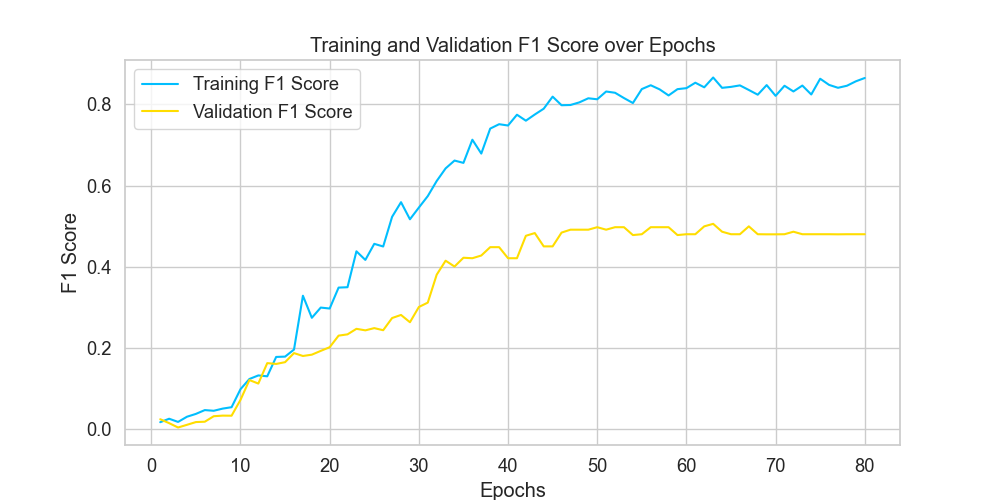 Training and Validation F1 Score over Epochs
Training F1 Score
Validation F1 Score
F1 Score
0.8
0.6
0.4
0.2
0.0
0 10 20 30 40 50 60 70 80
Epochs